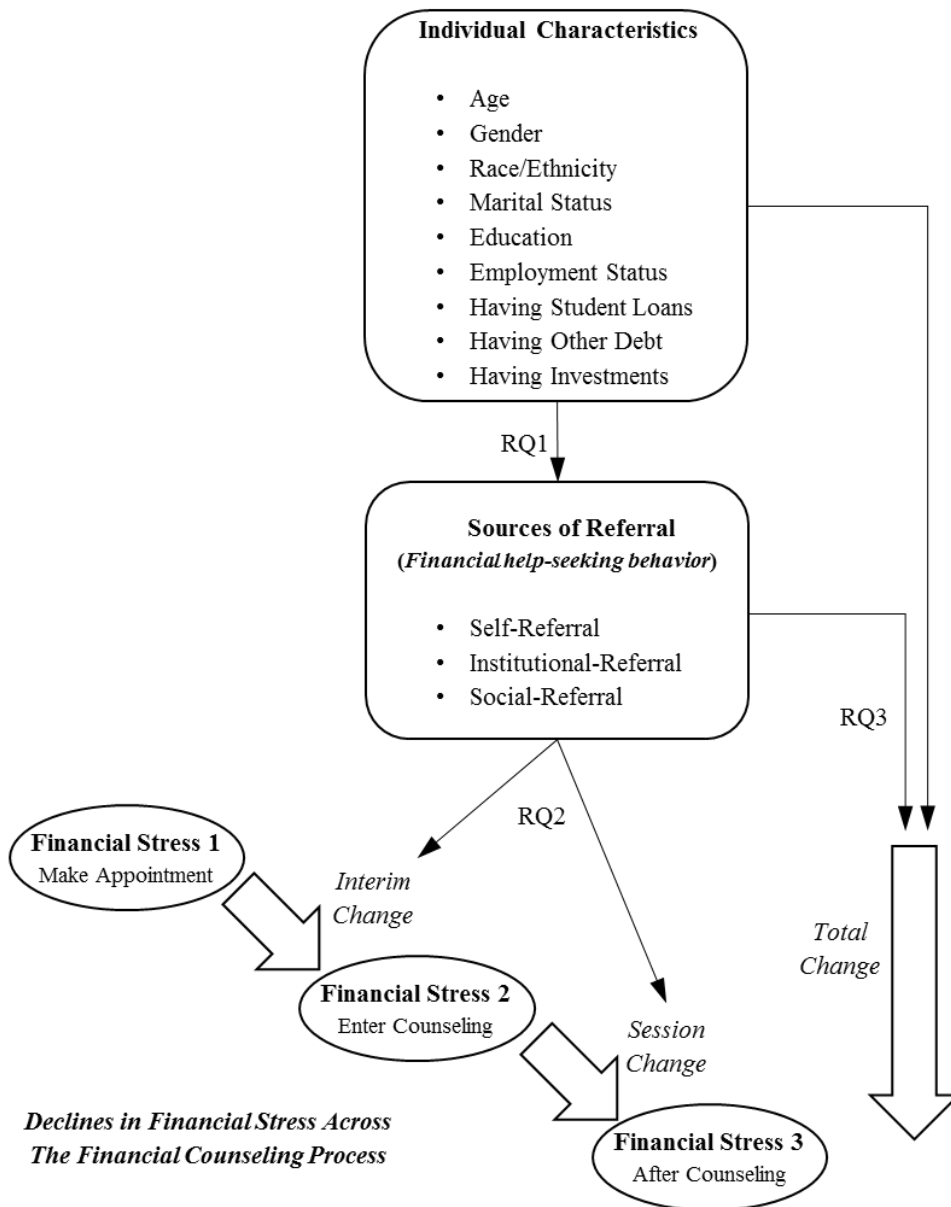 Individual Characteristics
• Age
• Gender
• Race/Ethnicity
• Marital Status
• Education
• Employment Status
• Having Student Loans
• Having Other Debt
• Having Investments
RQ1
Sources of Referral
(Financial help-seeking behavior)
• Self-Referral
• Institutional-Referral
• Social-Referral
RQ3
RQ2
Financial Stress 1
Make Appointment
Interim
Change
Total
Change
Financial Stress 2
Enter Counseling
Session
Change
Declines in Financial Stress Across
The Financial Counseling Process
Financial Stress 3
After Counseling